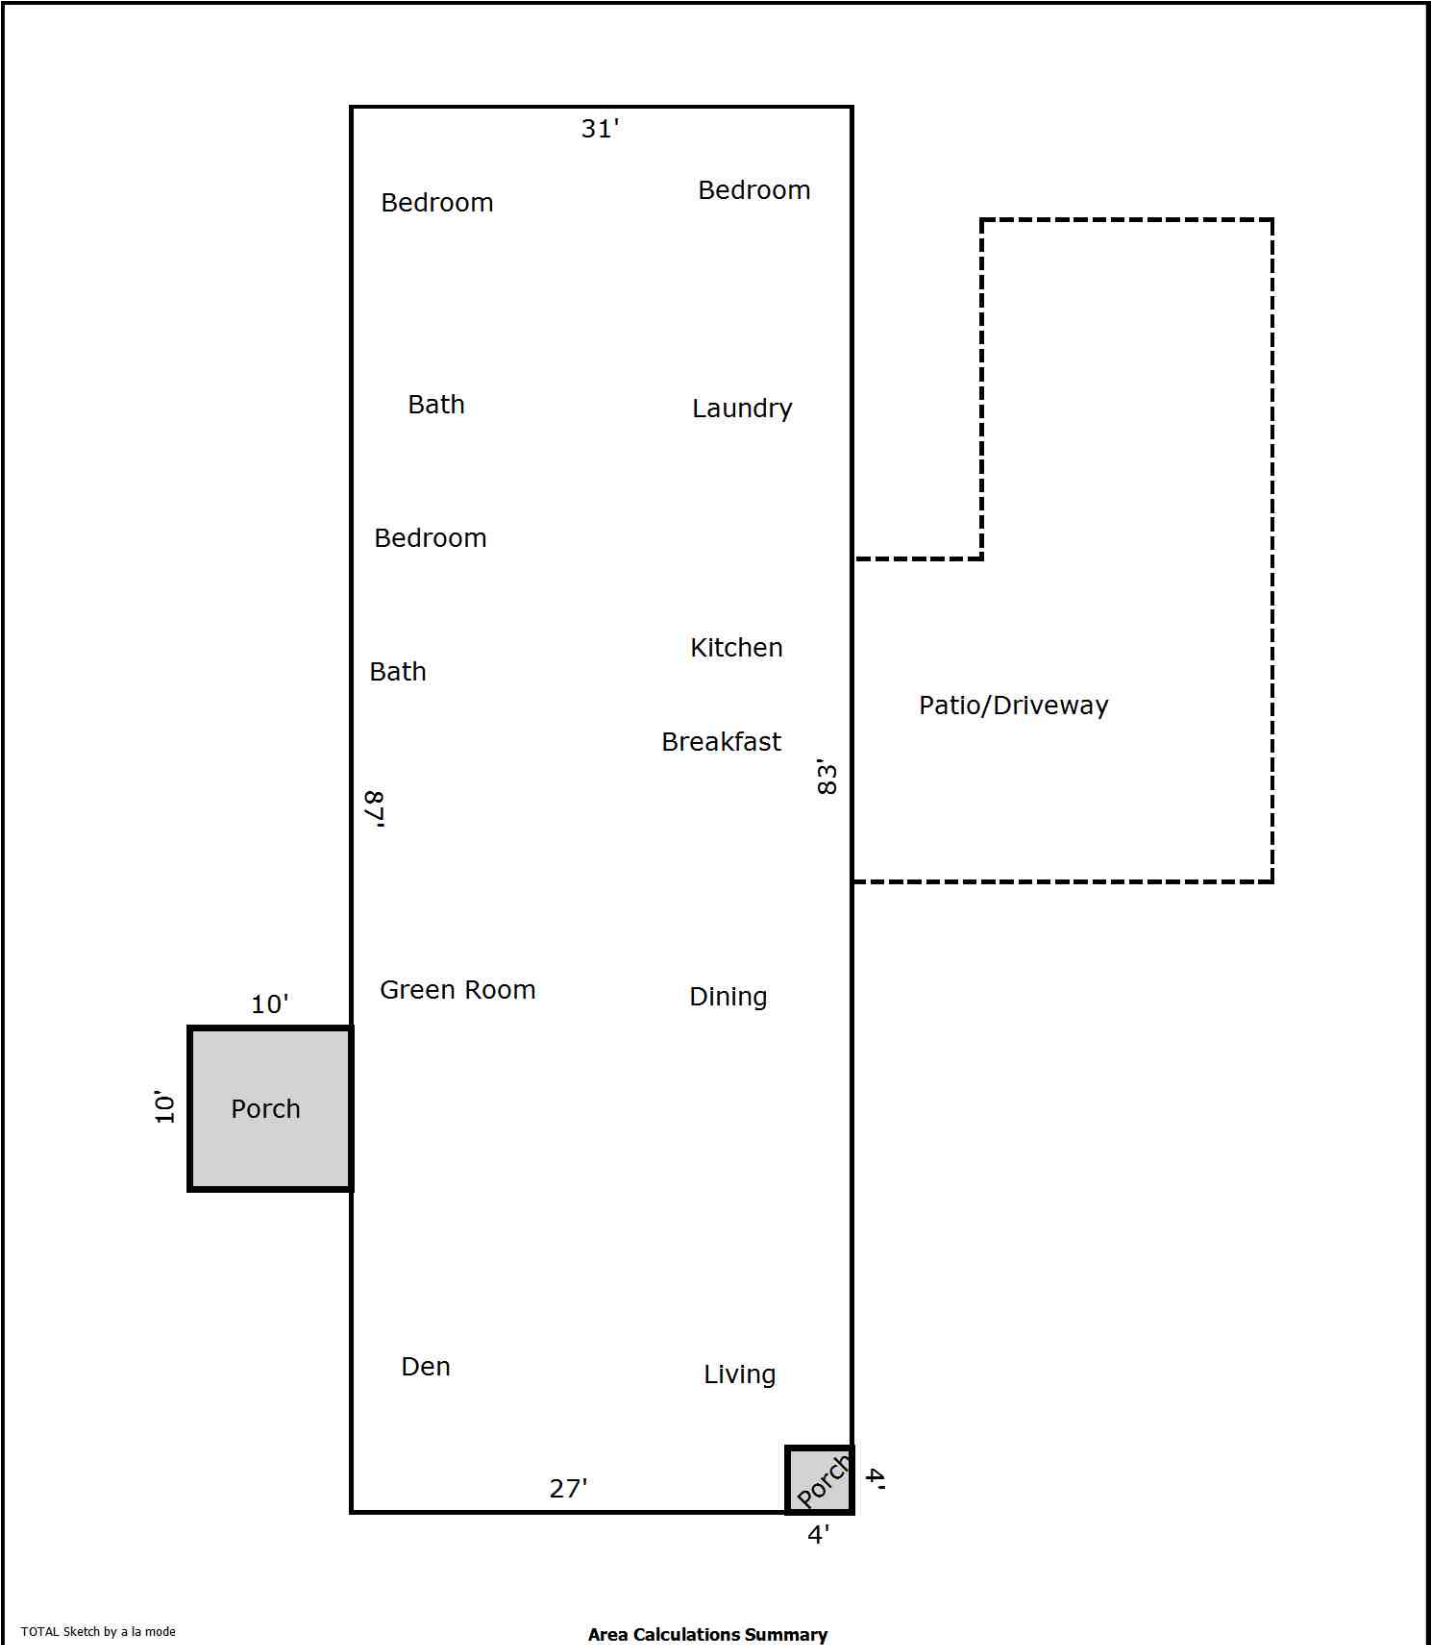 31'
Bedroom
Bedroom
Bath
Laundry
Bedroom
Kitchen
Bath
Patio/Driveway
Breakfast
83'
87'
Green Room
Dining
10'
10'
Porch
Den
Living
Porch
4'
27'
4'
TOTAL Sketch by a la mode
Area Calculations Summary